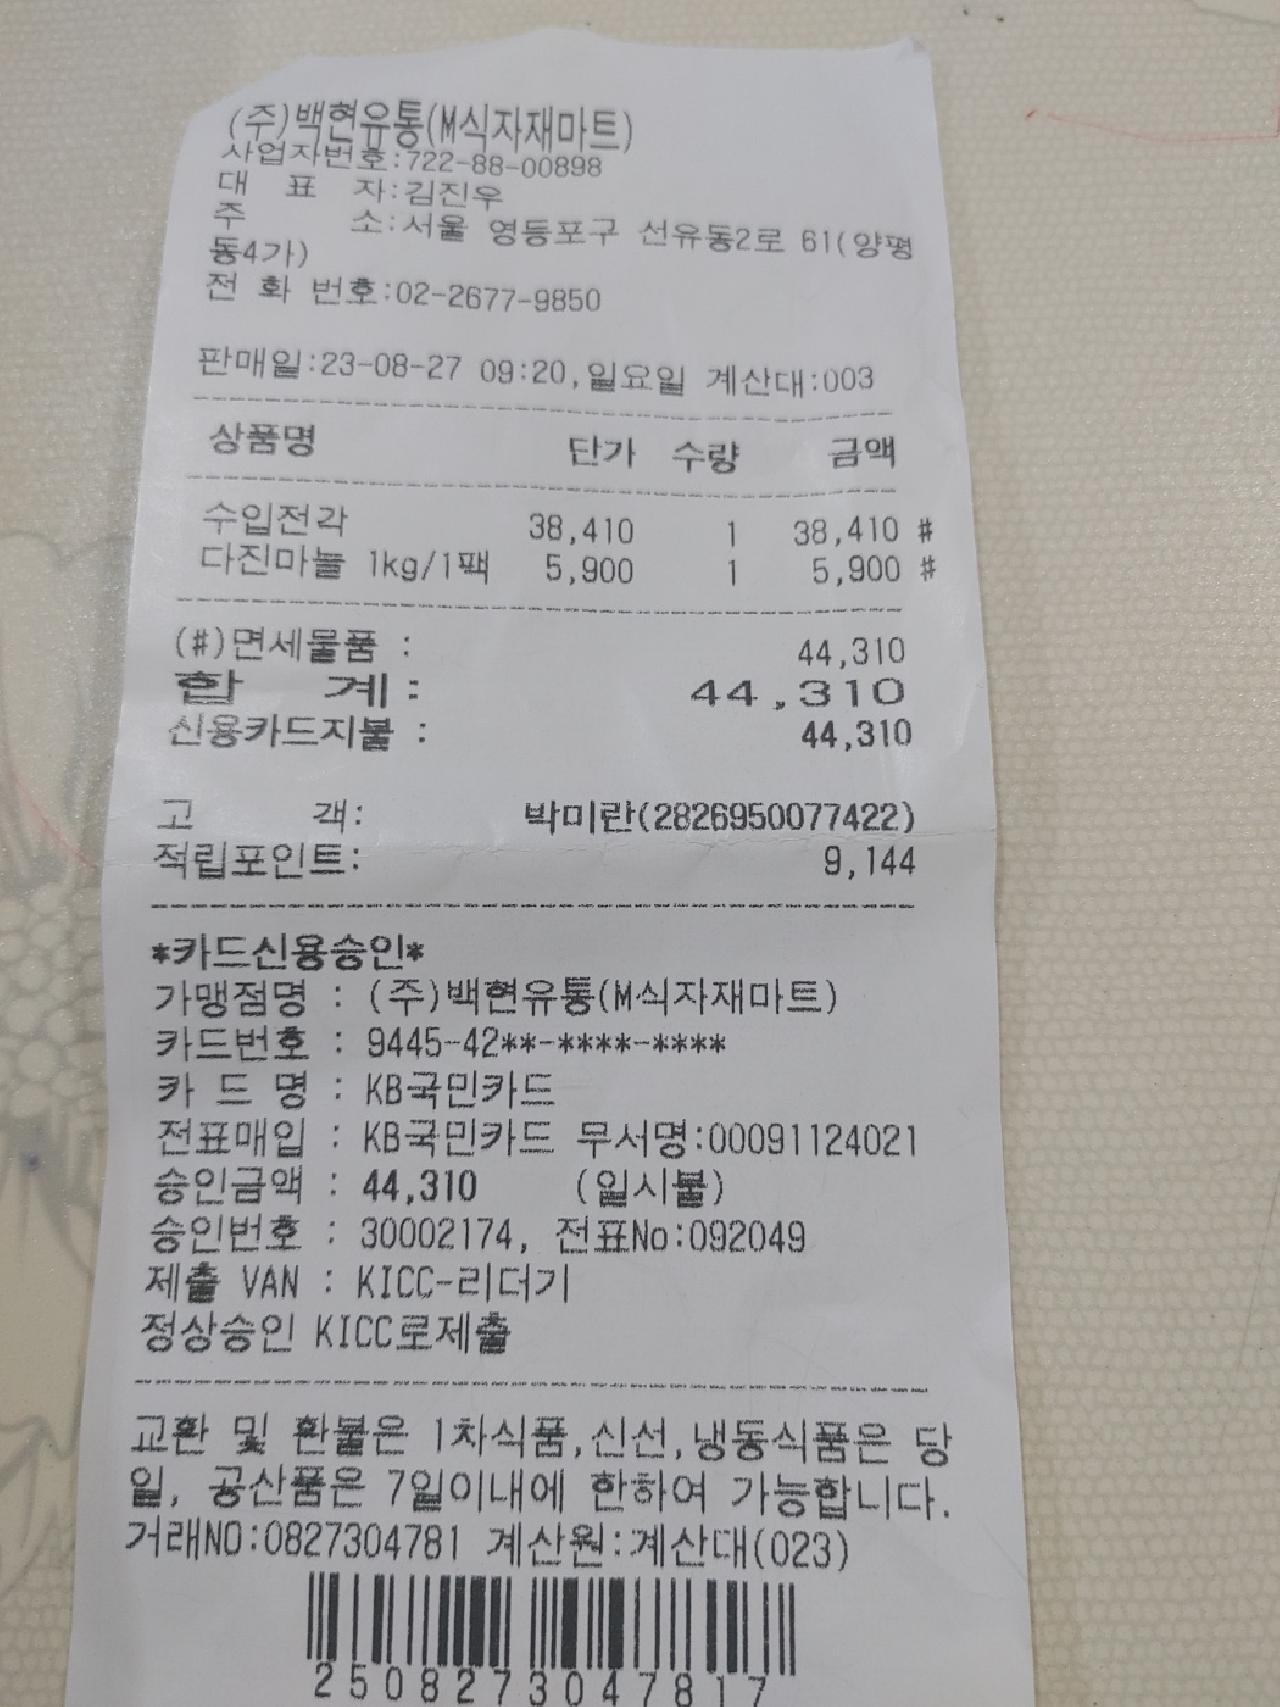 (주)백현유통(M식자재마트)
사업자번호:722-88-00898
대 표 자:김진우
주 소:서울 영등포구 선유동2로 61(양평
동4가)
전 화 번호:02-2677-9850
판매일:23-08-27 09:20,일요일 계산대:003
상품명 단가 수량 금액
수입전각 38,410 1 38,410 #
다진마늘 1kg/1팩 5,900 1 5,900 #
(#)면세물품 : 44,310
합 계: 44,310
신용카드지불 : 44,310
고 객: 박미란(2826950077422)
적립포인트: 9,144
*카드신용승인*
가맹점명 : (주)백현유통(M식자재마트)
카드번호 : 9445-42**-****-****
카 드 명 : KB국민카드
전표매입 : KB국민카드 무서명:00091124021
승인금액 : 44,310 (일시불)
승인번호 : 30002174, 전표No:092049
제출 VAN : KICC-리더기
정상승인 KICC로제출
교환 및 환불은 1차식품,신선,냉동식품은 당
일, 공산품은 7일이내에 한하여 가능합니다.
거래NO:0827304781 계산원:계산대(023)
2508273047817